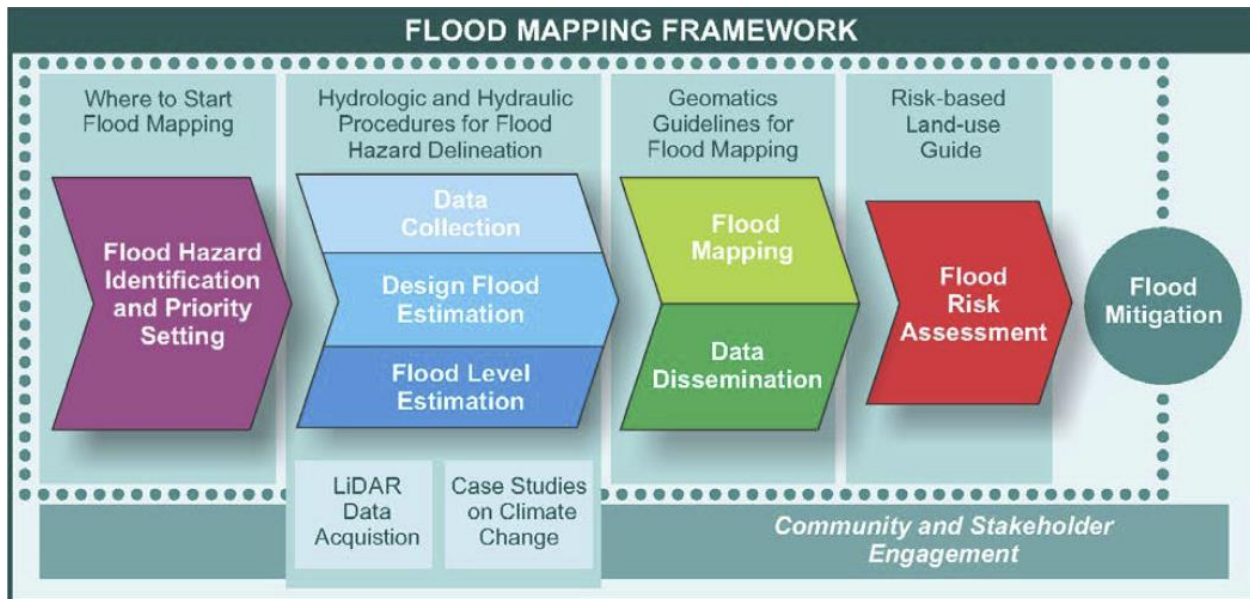 FLOOD MAPPING FRAMEWORK
Where to Start
Flood Mapping
Hydrologic and Hydraulic
Procedures for Flood
Hazard Delineation
Geomatics
Guidelines for
Flood Mapping
Risk-based
Land-use
Guide
Flood Hazard
Identification
and Priority
Setting
Data
Collection
Design Flood
Estimation
Flood Level
Estimation
Flood
Mapping
Data
Dissemination
Flood
Risk
Assessment
Flood
Mitigation
LiDAR
Data
Acquistion
Case Studies
on Climate
Change
Community and Stakeholder
Engagement